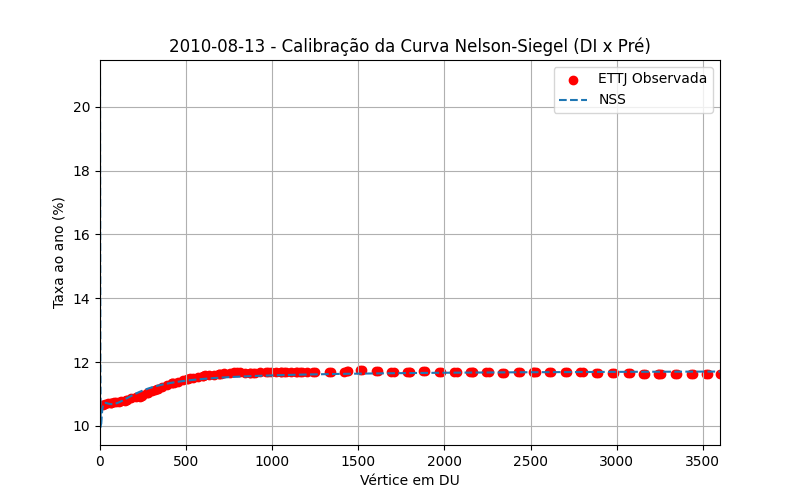 2010-08-13 - Calibração da Curva Nelson-Siegel (DI x Pré)
ETTJ Observada
NSS
Taxa ao ano (%)
20
18
16
14
12
10
0 500 1000 1500 2000 2500 3000 3500
Vértice em DU